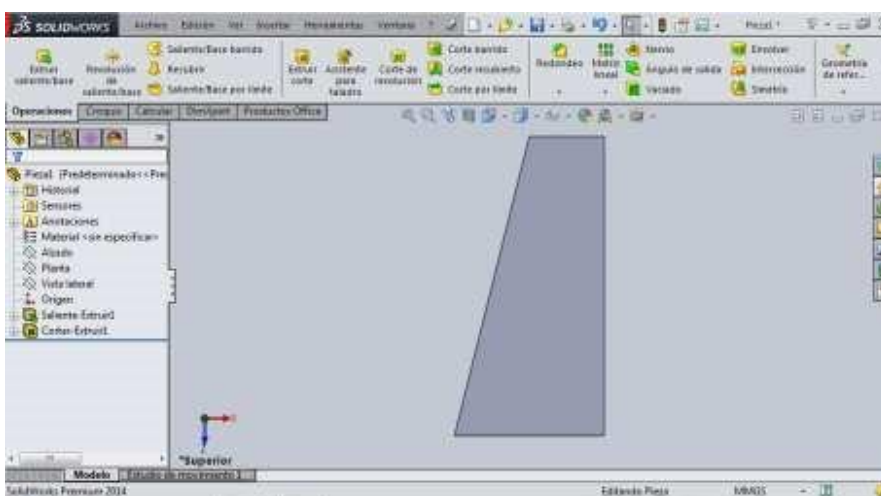 SOLIDWORKS Archivo Edición Ver Insertar Herramientas Ventana ?
Extruir saliente/base
Revolución de saliente/base
Saliente/Base barrido
Recubrir
Saliente/Base por límite
Extruir corte
Asistente para taladro
Corte de revolución
Corte barrido
Corte recubierto
Corte por límite
Redondeo
Matriz lineal
Nervio
Ángulo de salida
Vaciado
Envolver
Intersección
Simetría
Geometría de refer...
Operaciones Croquis Calcular DimXpert Productos Office
Pieza1 (Predeterminado<<Pre
Historial
Sensores
Anotaciones
Material <sin especificar>
Alzado
Planta
Vista lateral
Origen
Saliente-Extruir1
Cortar-Extruir1
*Superior
Modelo Estudio de movimiento 1
SolidWorks Premium 2014 Editando Pieza MMGS